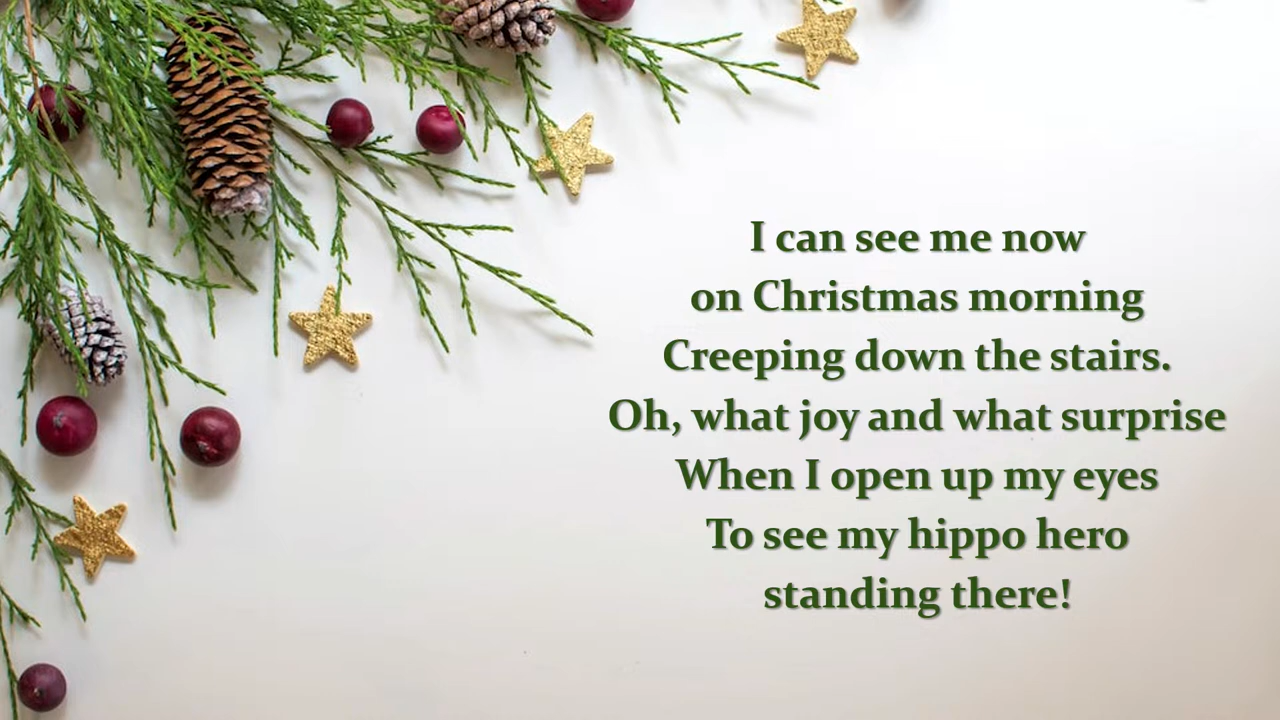 I can see me now
on Christmas morning
Creeping down the stairs.
Oh, what joy and what surprise
When I open up my eyes
To see my hippo hero
standing there!